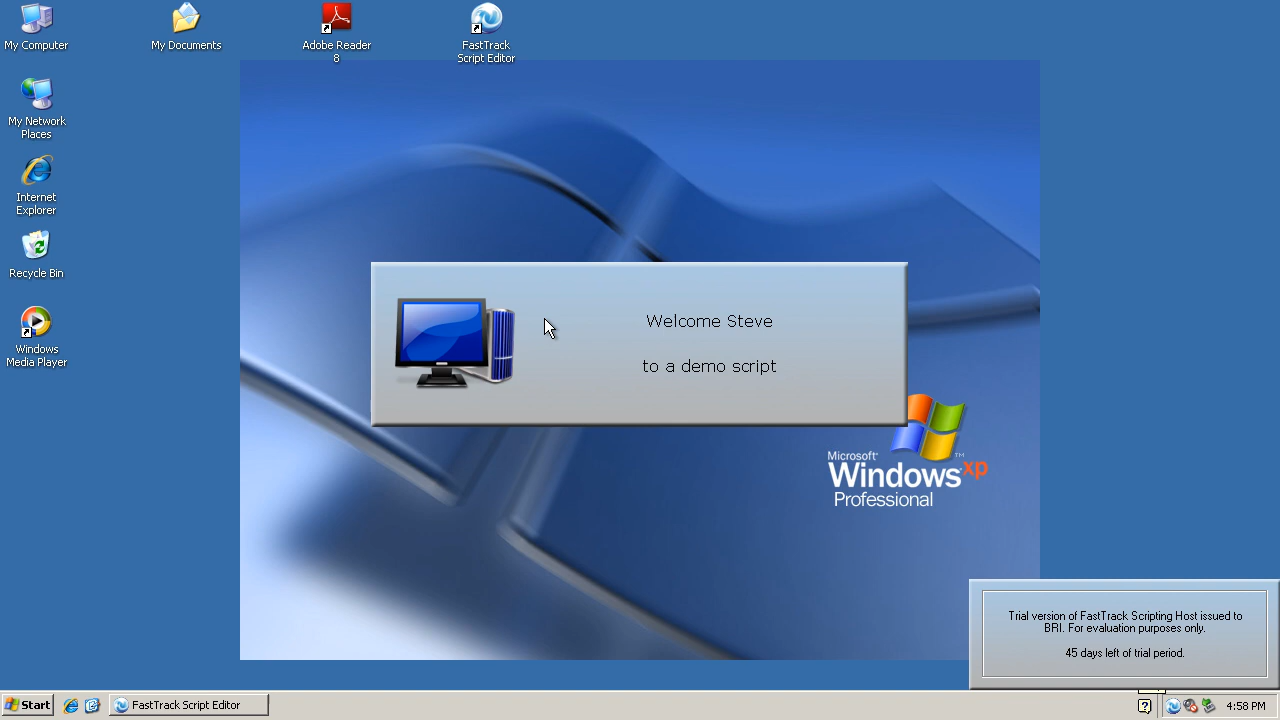 My Computer
My Documents
Adobe Reader
8
FastTrack
Script Editor
My Network
Places
Internet
Explorer
Recycle Bin
Windows
Media Player
Welcome Steve
to a demo script
Microsoft®
Windows xp
Professional
Trial version of FastTrack Scripting Host issued to
BRI. For evaluation purposes only.
45 days left of trial period.
Start
FastTrack Script Editor
4:58 PM